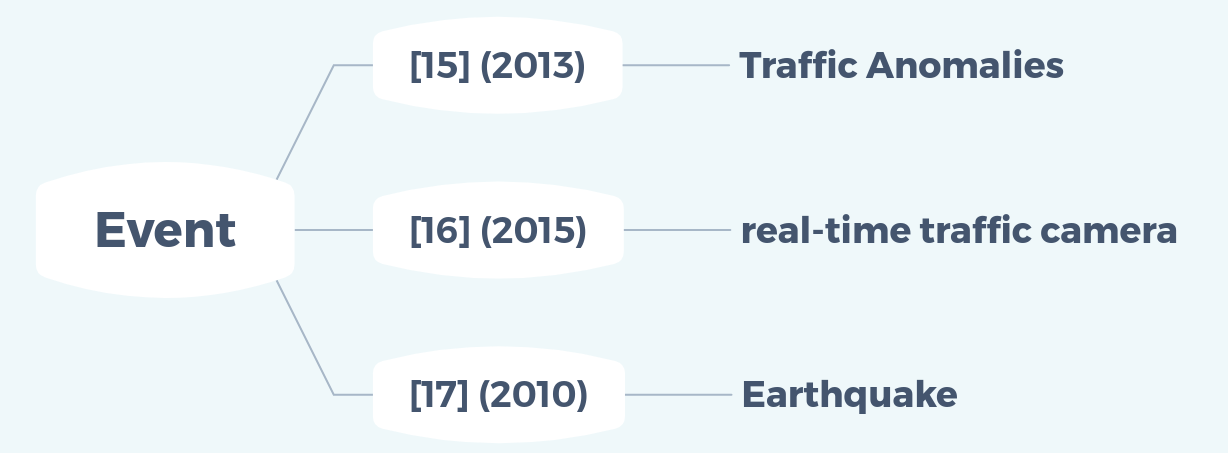 [15] (2013)
Traffic Anomalies
Event
[16] (2015)
real-time traffic camera
[17] (2010)
Earthquake